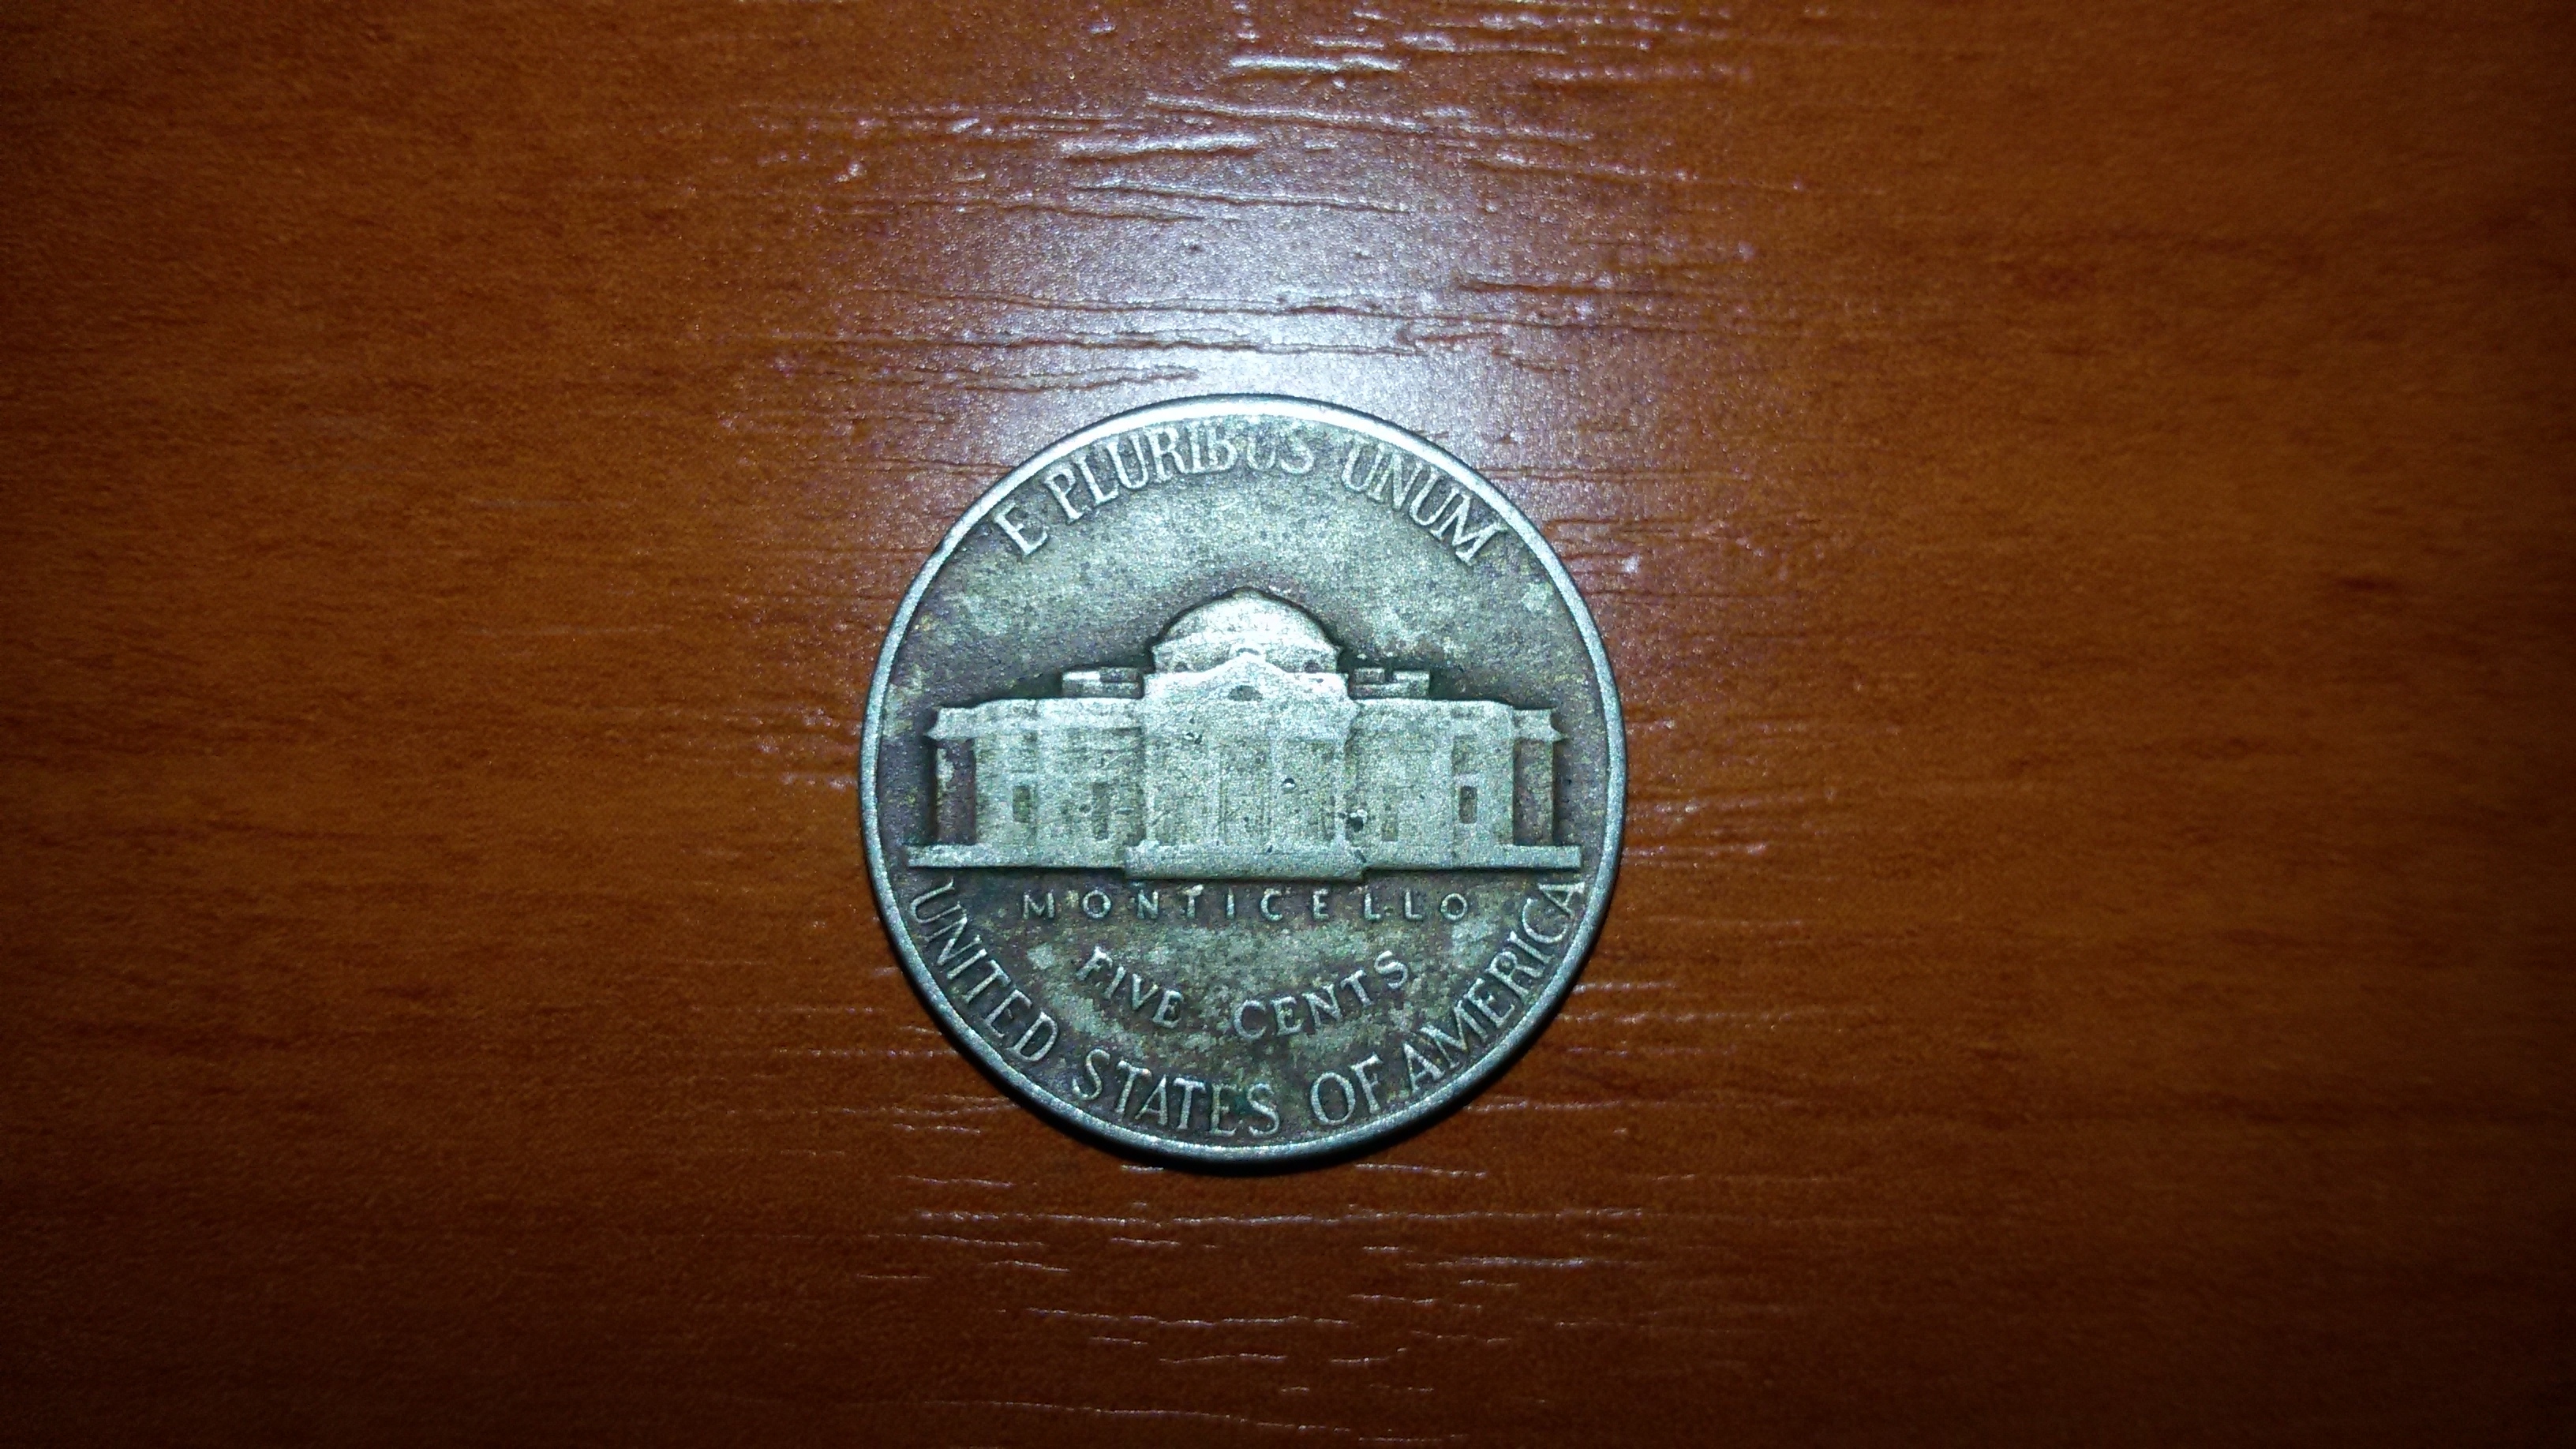 E PLURIBUS UNUM
MONTICELLO
FIVE CENTS
UNITED STATES OF AMERICA